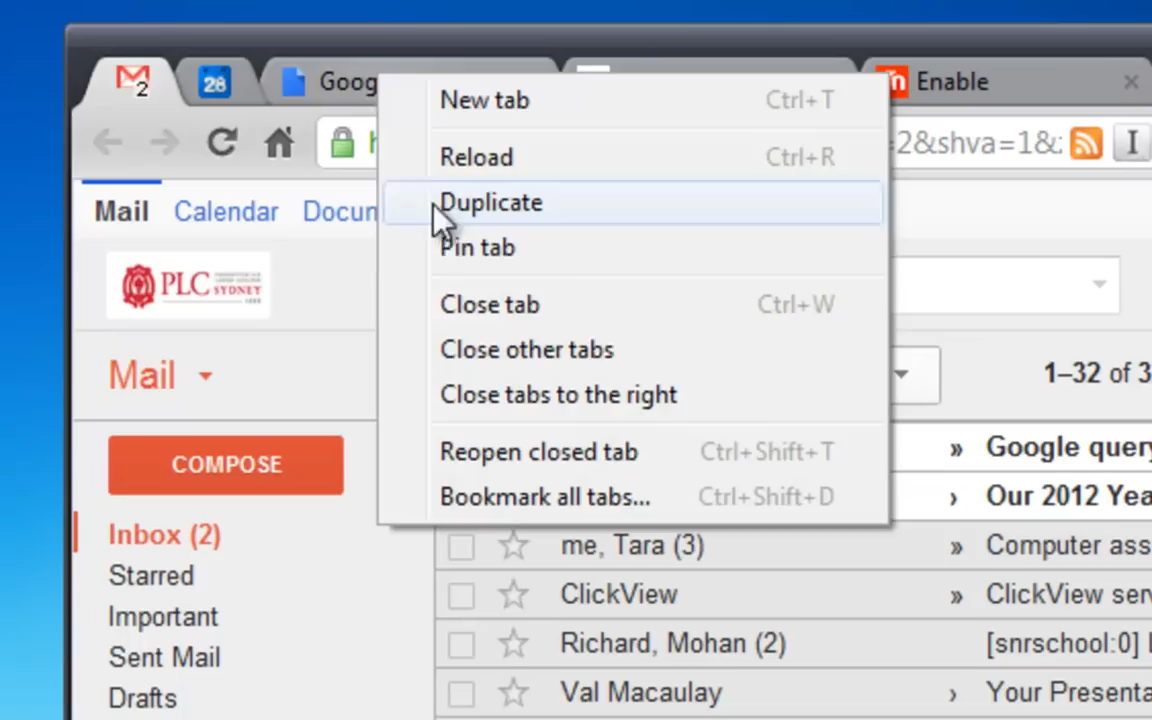 2
28
Goog
Enable
New tab Ctrl+T
Reload Ctrl+R
=2&shva=1&
Duplicate
Mail Calendar Docun
Pin tab
PLC
SYDNEY
Close tab Ctrl+W
Close other tabs
Mail
1–32 of 3
Close tabs to the right
Reopen closed tab Ctrl+Shift+T
» Google query
COMPOSE
Bookmark all tabs... Ctrl+Shift+D
› Our 2012 Yea
Inbox (2)
me, Tara (3) » Computer ass
Starred
ClickView » ClickView serv
Important
Richard, Mohan (2) [snrschool:0]
Sent Mail
Val Macaulay › Your Presenta
Drafts